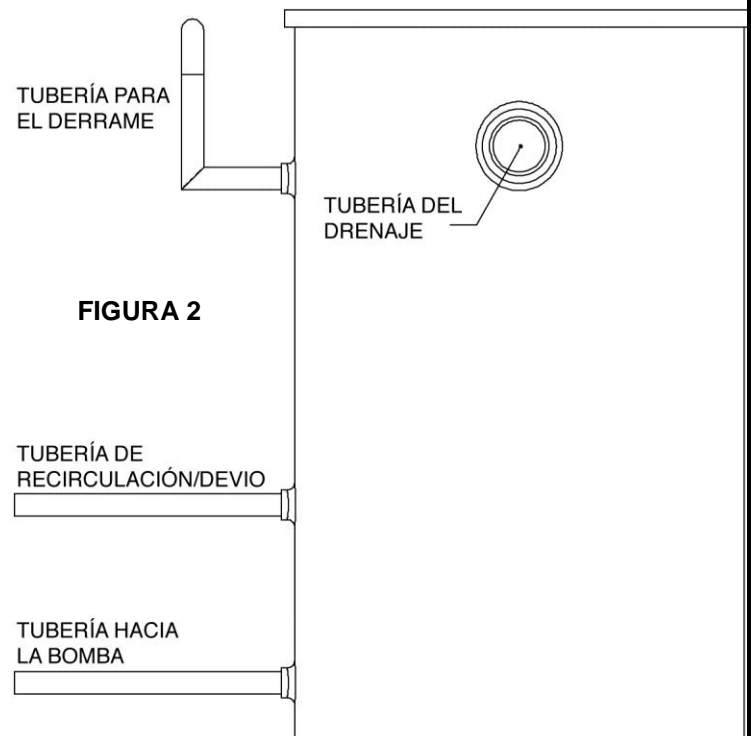 TUBERÍA PARA
EL DERRAME
TUBERÍA DEL
DRENAJE
FIGURA 2
TUBERÍA DE
RECIRCULACIÓN/DEVIO
TUBERÍA HACIA
LA BOMBA